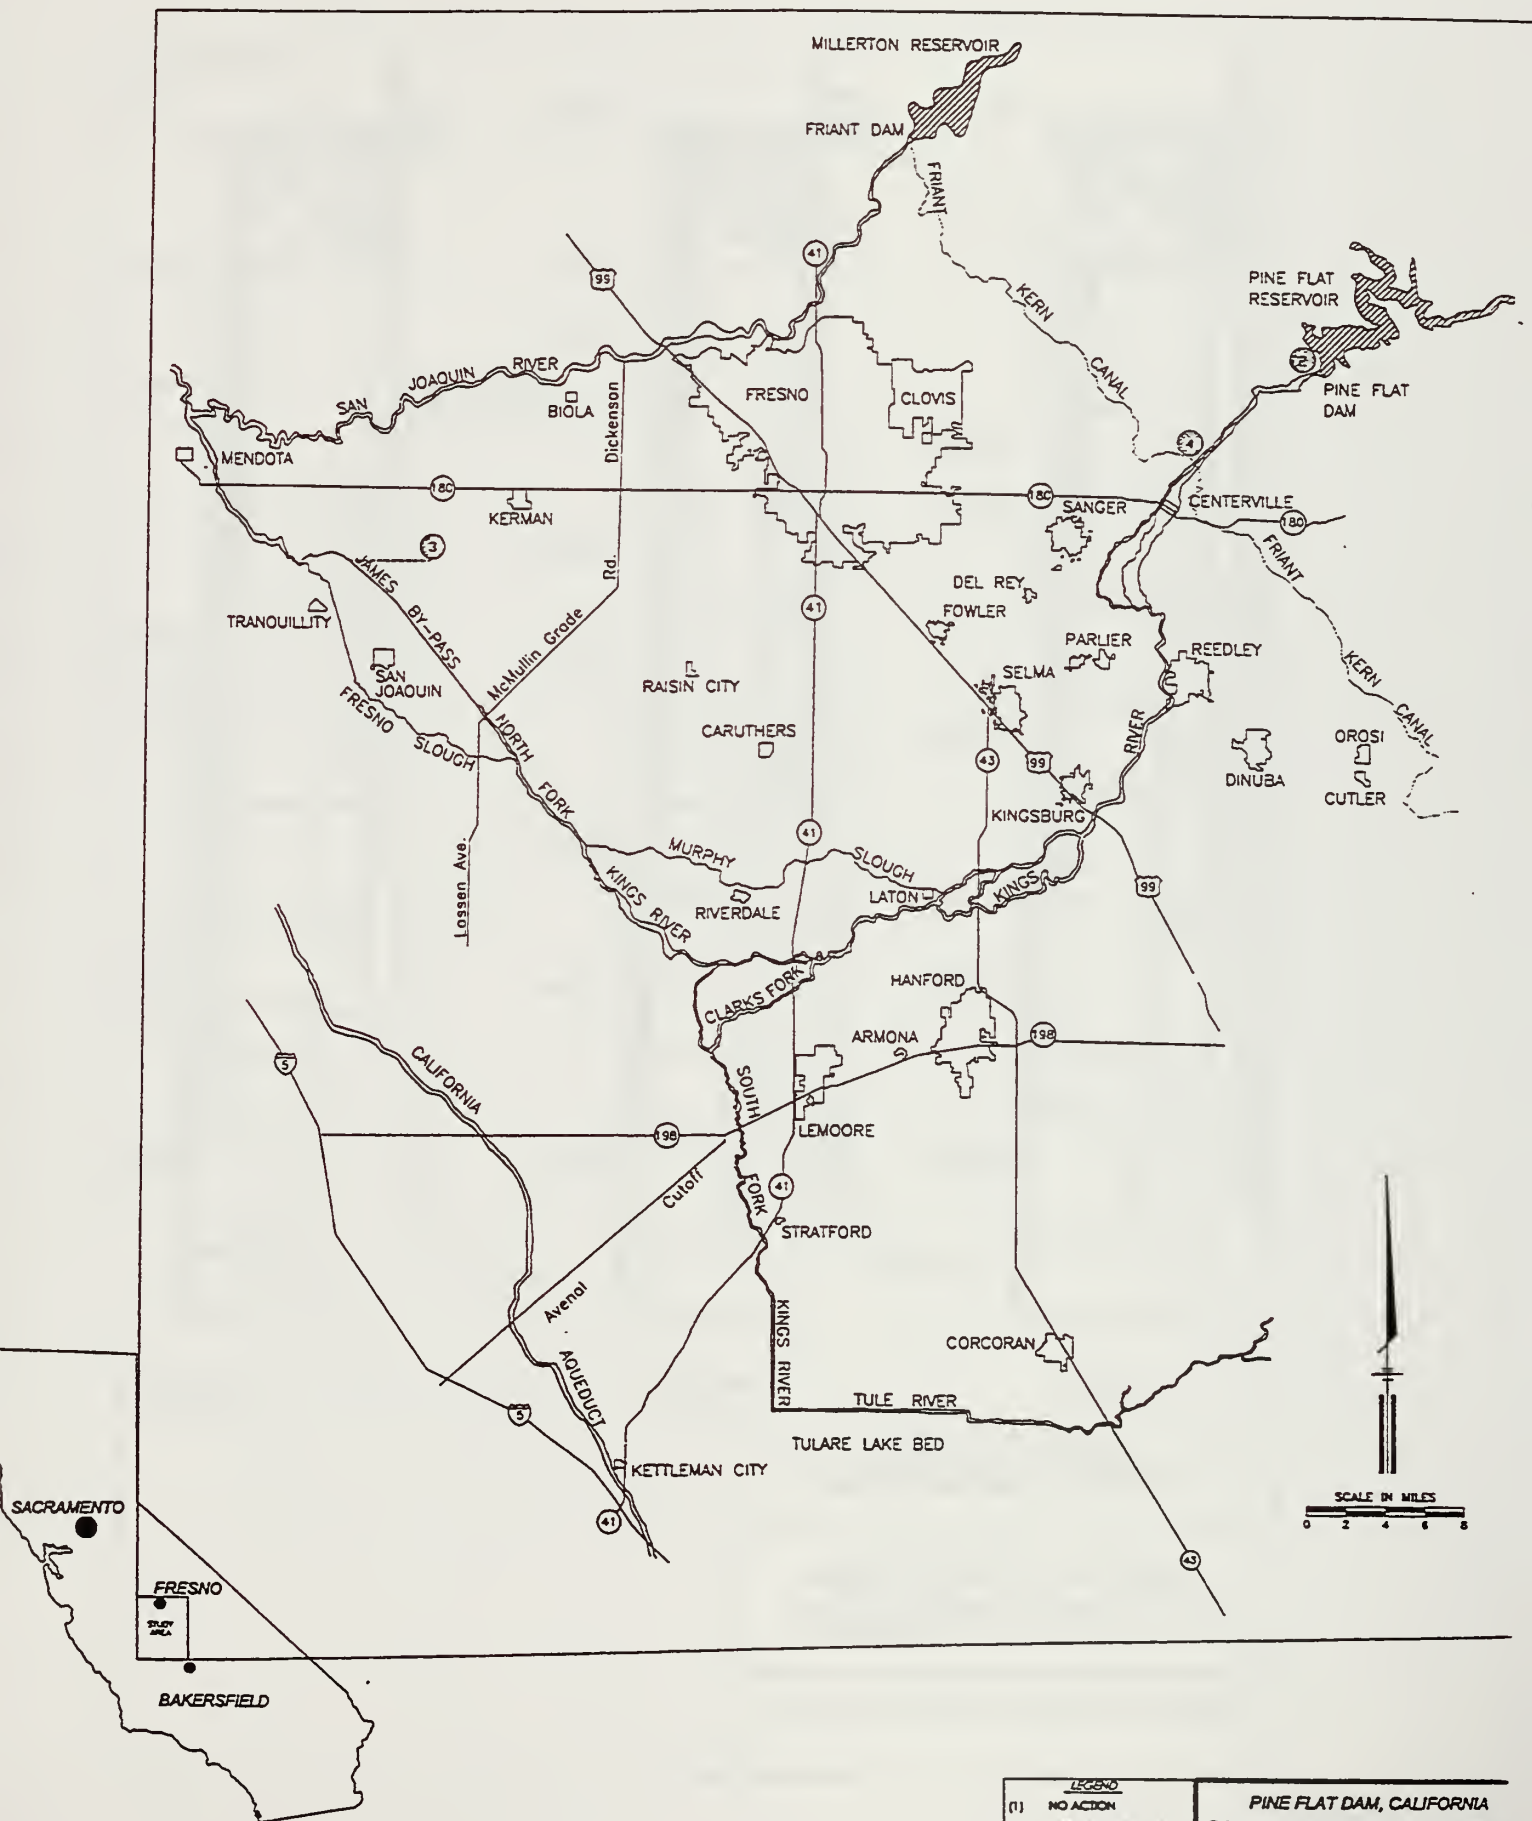 MILLERTON RESERVOIR
FRIANT DAM
FRIANT
KERN
CANAL
41
99
PINE FLAT
RESERVOIR
2
PINE FLAT
DAM
SAN
JOAQUIN
RIVER
BIOLA
Dickenson
Rd.
FRESNO
CLOVIS
4
MENDOTA
180
KERMAN
180
SANGER
CENTERVILLE
180
3
JAMES
BY-PASS
FRIANT
KERN
CANAL
TRANQUILLITY
McMullin Grade
41
DEL REY
FOWLER
PARLIER
REEDLEY
SAN
JOAQUIN
RAISIN CITY
SELMA
FRESNO
SLOUGH
NORTH
FORK
KINGS RIVER
CARUTHERS
43
99
RIVER
DINUBA
OROSI
CUTLER
KINGSBURG
Lassen Ave.
41
MURPHY
SLOUGH
RIVERDALE
LATON
KINGS
99
CLARKS FORK
HANFORD
ARMONA
198
5
CALIFORNIA
SOUTH
FORK
198
LEMOORE
Cutoff
41
STRATFORD
Avenal
AQUEDUCT
KINGS RIVER
CORCORAN
TULE RIVER
TULARE LAKE BED
5
KETTLEMAN CITY
41
43
SCALE IN MILES
0 2 4 6 8
SACRAMENTO
FRESNO
STUDY
AREA
BAKERSFIELD
LEGEND
(1) NO ACTION
PINE FLAT DAM, CALIFORNIA